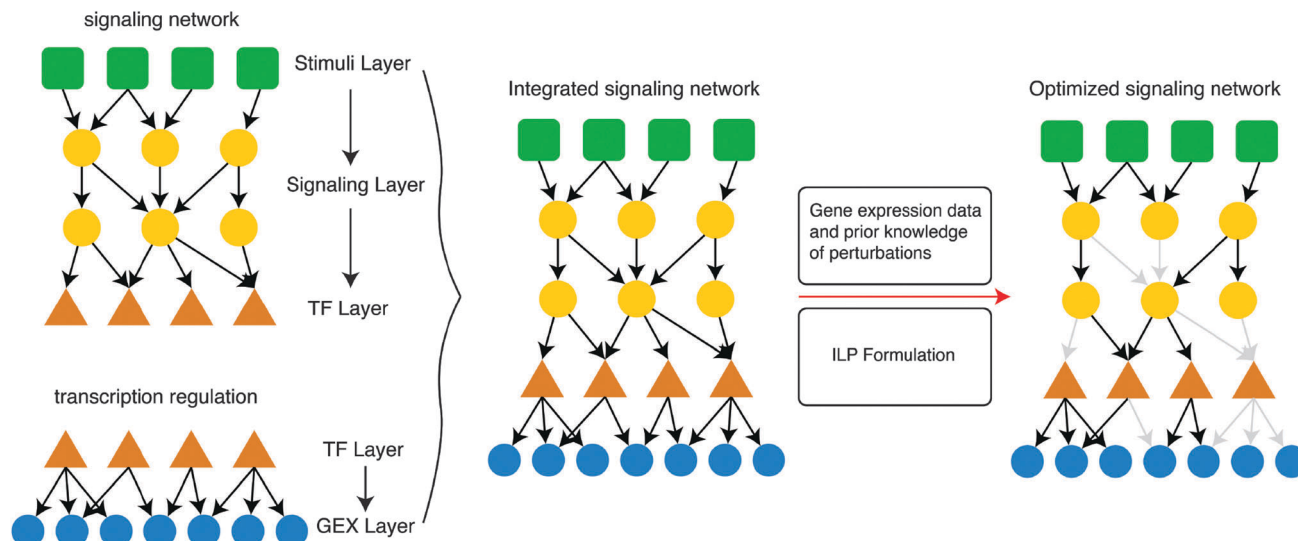 signaling network
Stimuli Layer
Signaling Layer
TF Layer
transcription regulation
TF Layer
GEX Layer
Integrated signaling network
Gene expression data
and prior knowledge
of perturbations
ILP Formulation
Optimized signaling network